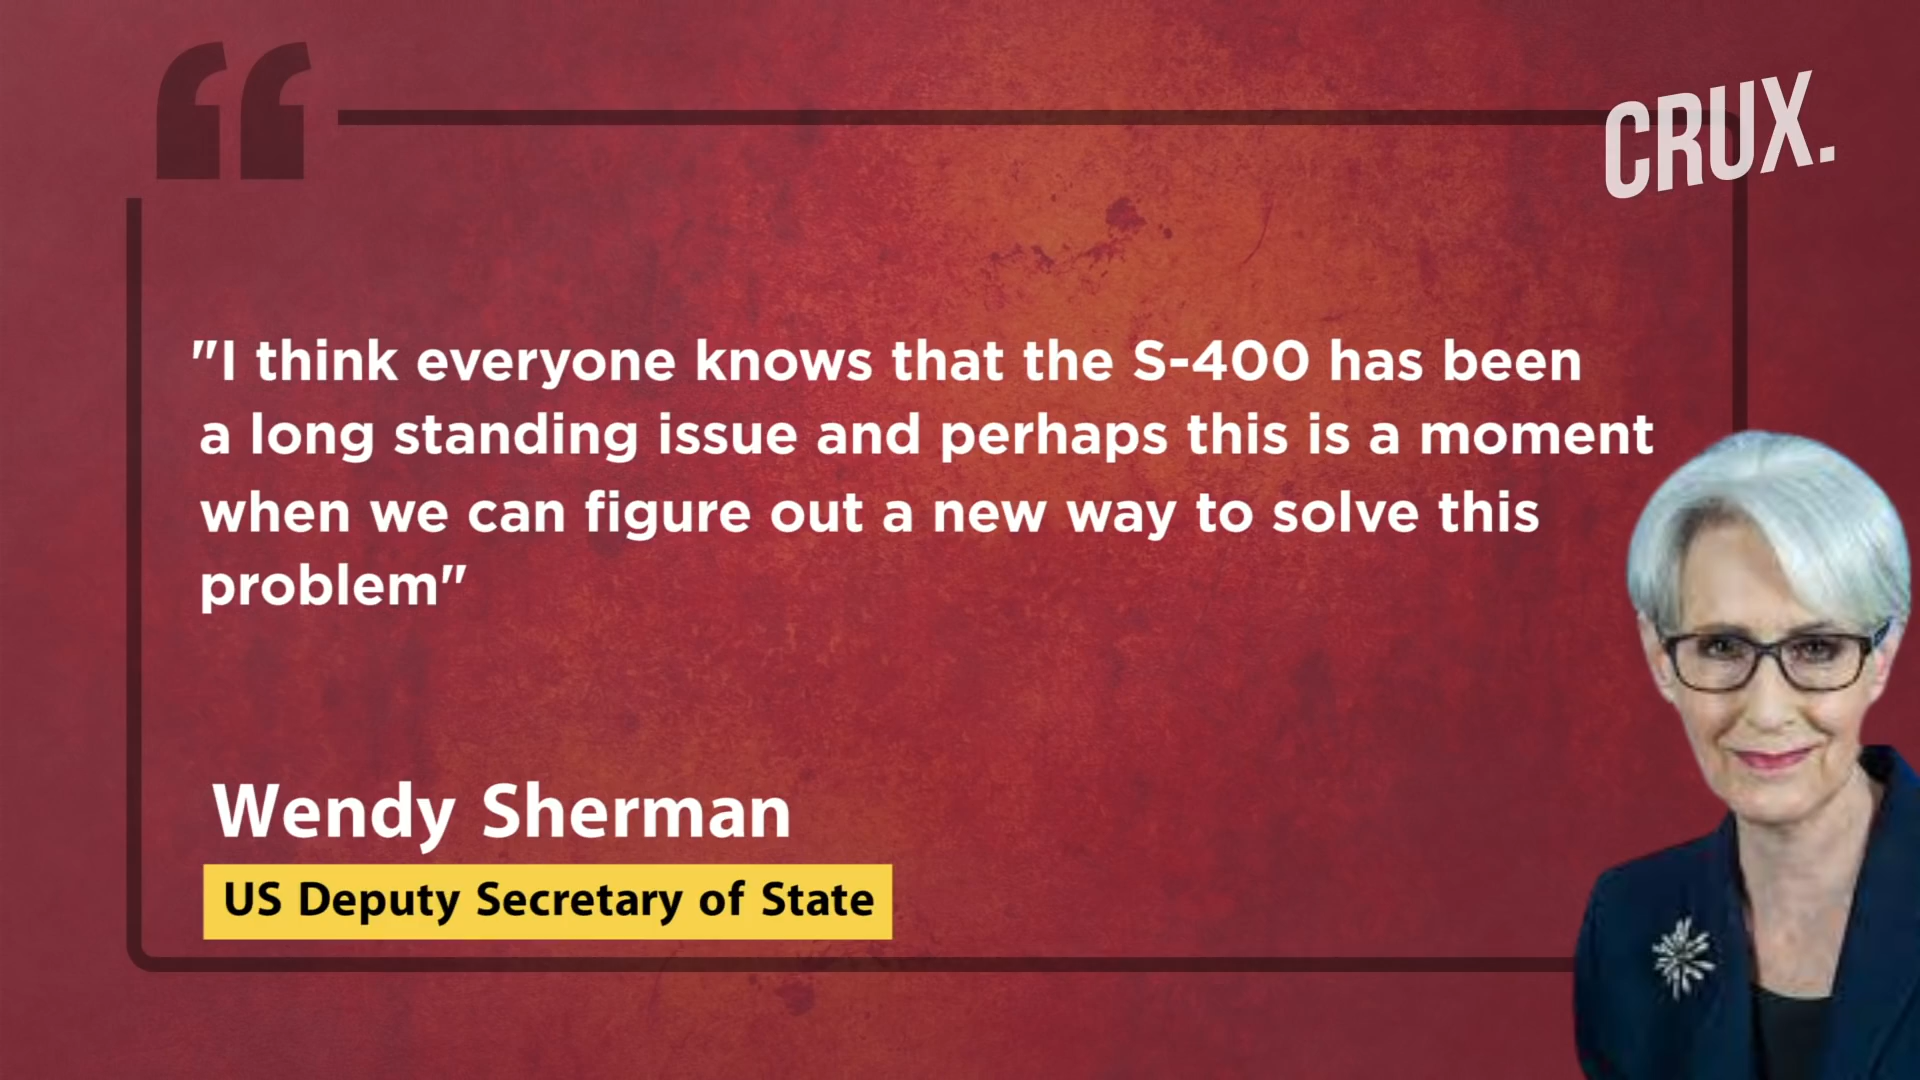 CRUX.
"I think everyone knows that the S-400 has been
a long standing issue and perhaps this is a moment
when we can figure out a new way to solve this
problem"
Wendy Sherman
US Deputy Secretary of State